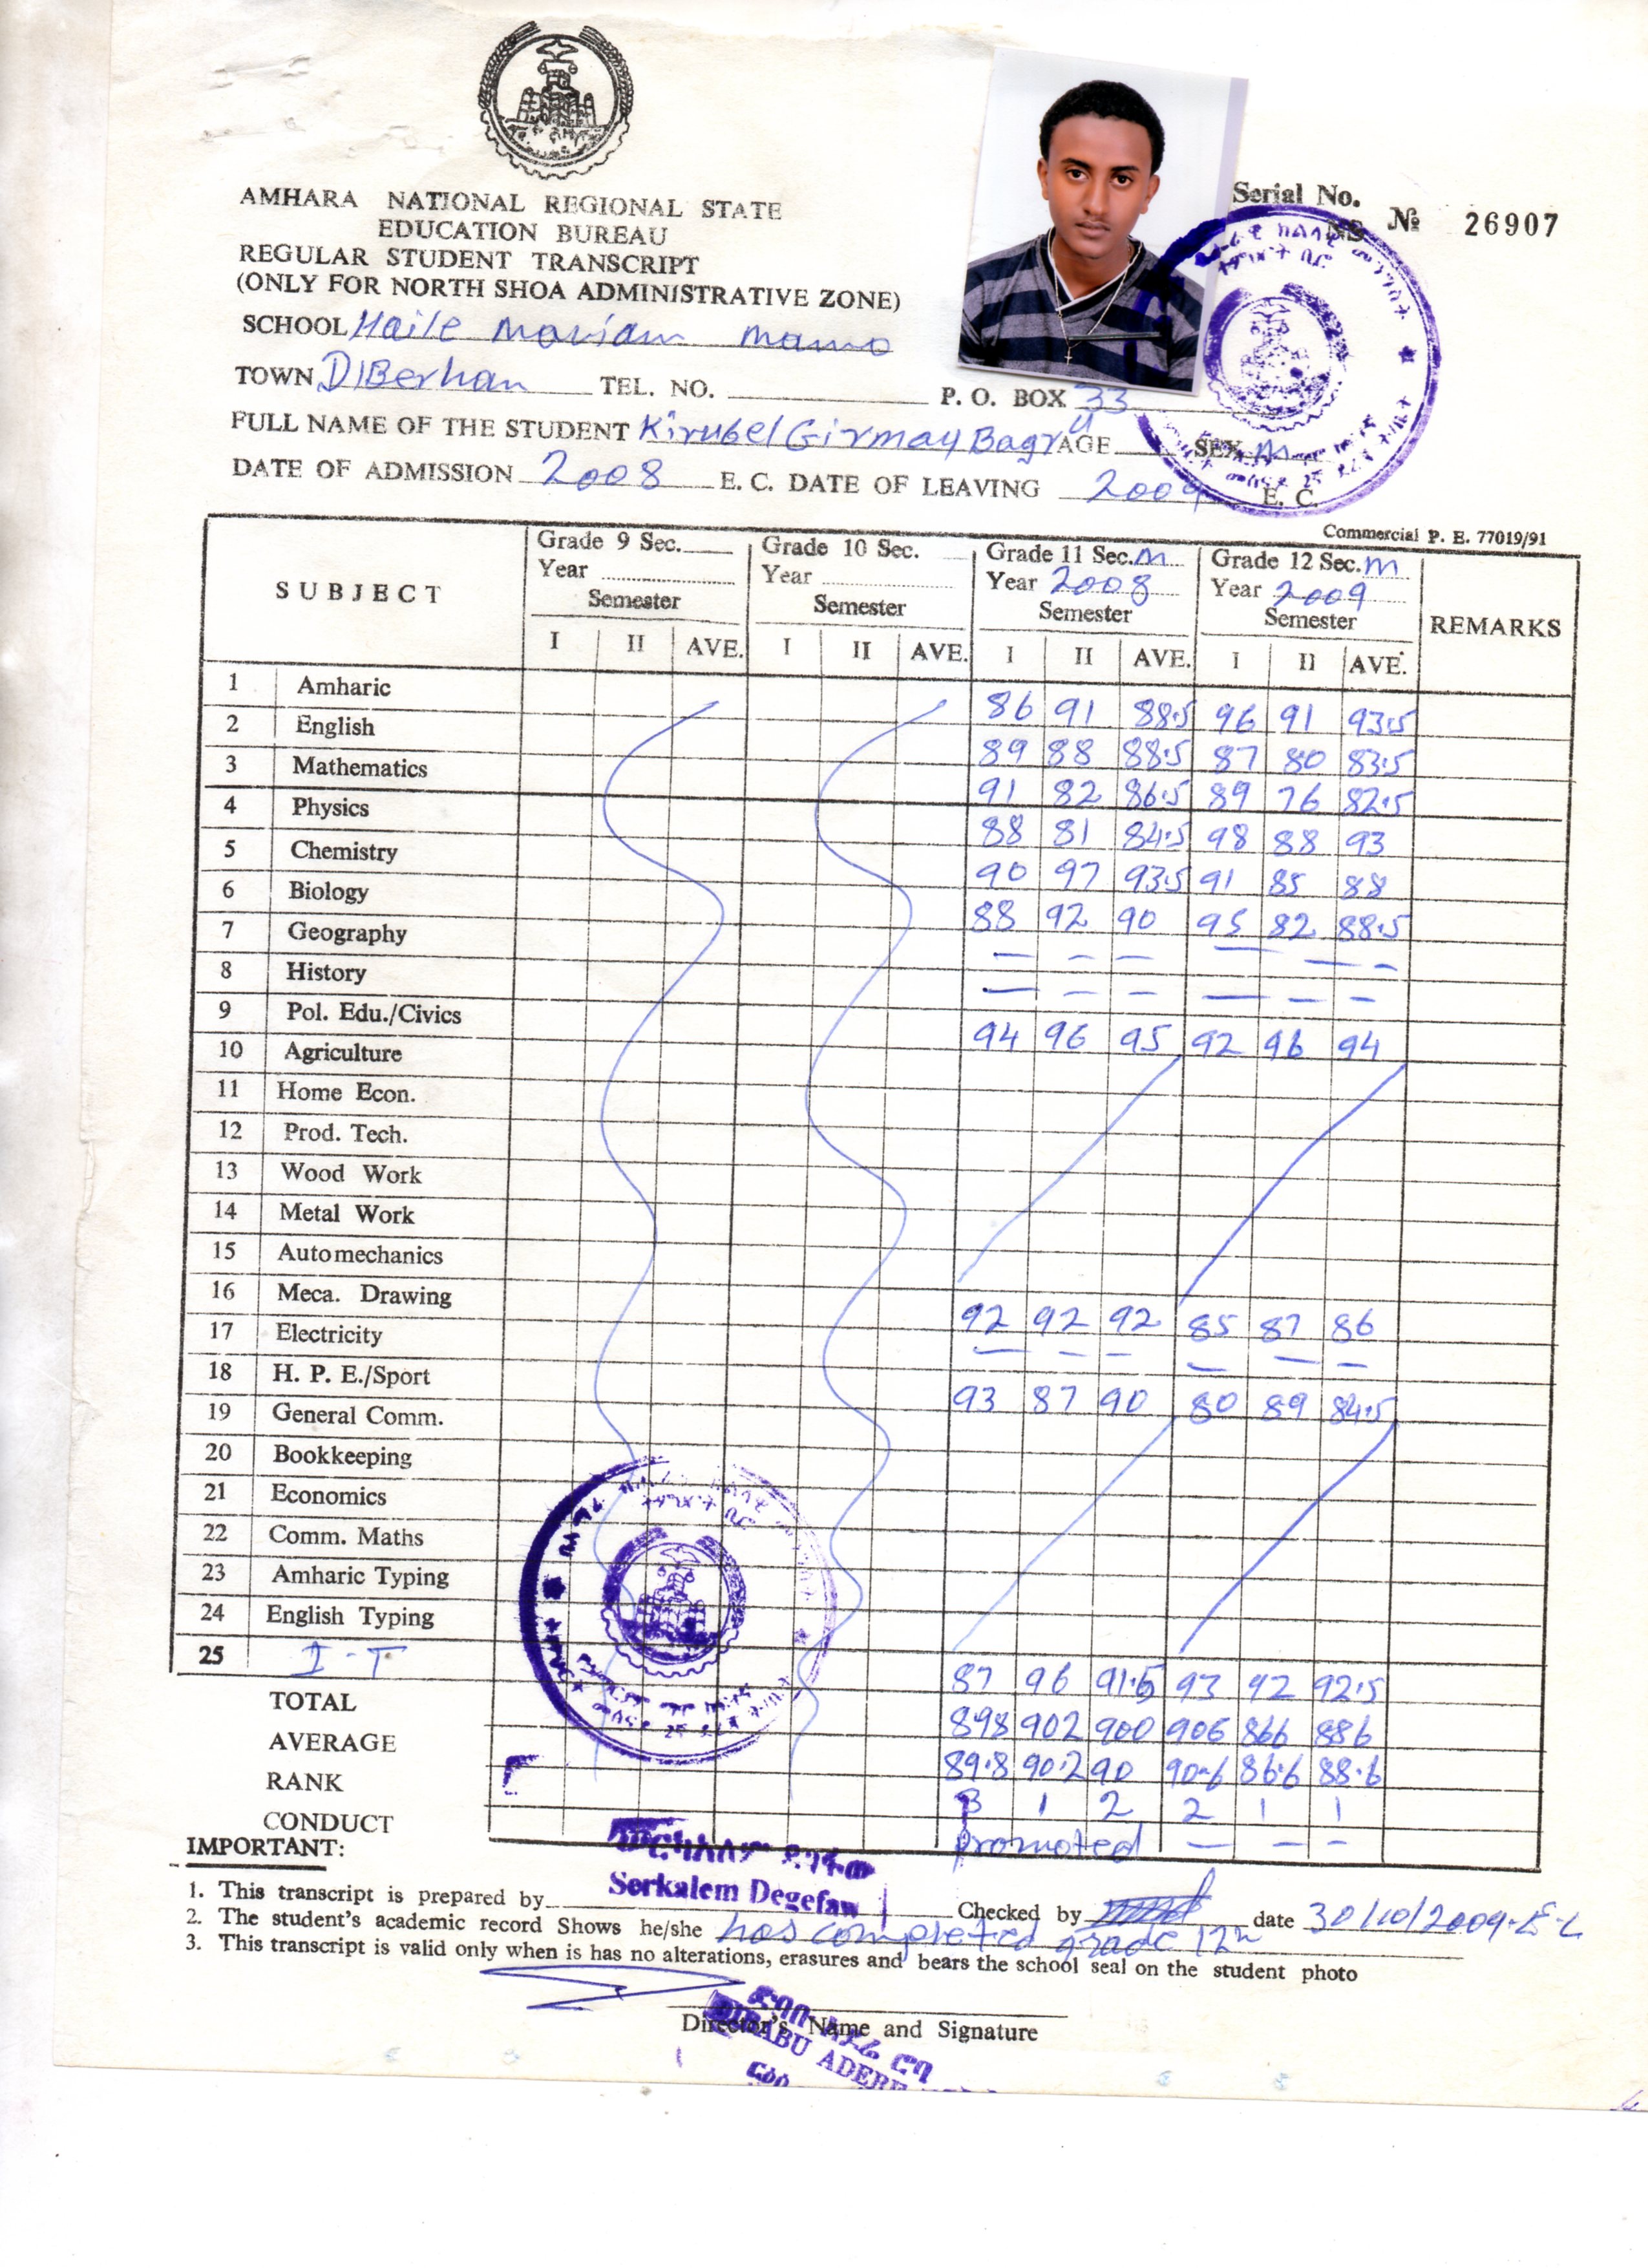 AMHARA NATIONAL REGIONAL STATE
EDUCATION BUREAU
REGULAR STUDENT TRANSCRIPT
(ONLY FOR NORTH SHOA ADMINISTRATIVE ZONE)
Serial No.
NS № 26907
SCHOOL Haile Mariam Mamo
TOWN D/Berhan TEL. NO. P. O. BOX 33
FULL NAME OF THE STUDENT Kirubel Girmay Bagru AGE SEX M
DATE OF ADMISSION 2008 E. C. DATE OF LEAVING 2009 E. C.
Commercial P. E. 77019/91
SUBJECT Grade 9 Sec. Grade 10 Sec. Grade 11 Sec. M Grade 12 Sec. M REMARKS
Year Year Year 2008 Year 2009
Semester Semester Semester Semester
I II AVE. I II AVE. I II AVE. I II AVE.
1 Amharic 86 91 88.5 96 91 93.5
2 English 89 88 88.5 87 80 83.5
3 Mathematics 91 82 86.5 89 76 82.5
4 Physics 88 81 84.5 98 88 93
5 Chemistry 90 97 93.5 91 85 88
6 Biology 88 92 90 95 82 88.5
7 Geography — — — — — —
8 History — — — — — —
9 Pol. Edu./Civics 94 96 95 92 96 94
10 Agriculture
11 Home Econ.
12 Prod. Tech.
13 Wood Work
14 Metal Work
15 Automechanics
16 Meca. Drawing 92 92 92 85 87 86
17 Electricity — — — — — —
18 H. P. E./Sport 93 87 90 80 89 84.5
19 General Comm.
20 Bookkeeping
21 Economics
22 Comm. Maths
23 Amharic Typing
24 English Typing
25 I-T 87 96 91.5 93 92 92.5
TOTAL 898 902 900 906 866 886
AVERAGE 89.8 90.2 90 90.6 86.6 88.6
RANK 3 1 2 2 1 1
CONDUCT promoted — — —
IMPORTANT:
1. This transcript is prepared by Serkalem Degefaw Checked by date 30/10/2009-E-C
2. The student's academic record Shows he/she has completed grade 12th
3. This transcript is valid only when is has no alterations, erasures and bears the school seal on the student photo
Director's Name and Signature